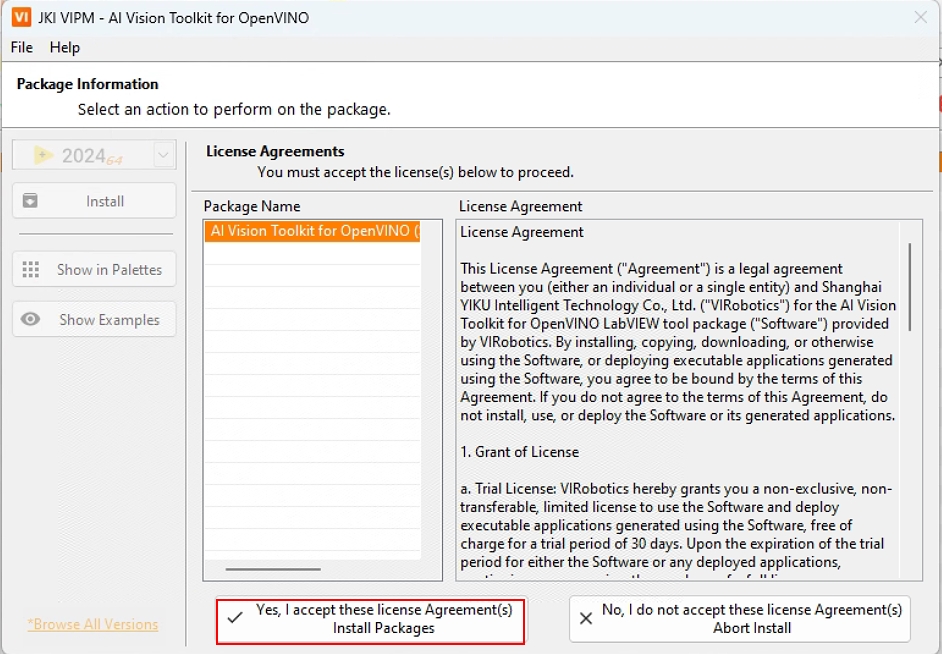 VI JKI VIPM - AI Vision Toolkit for OpenVINO
File Help
Package Information
Select an action to perform on the package.
2024 64
Install
Show in Palettes
Show Examples
*Browse All Versions
License Agreements
You must accept the license(s) below to proceed.
Package Name
AI Vision Toolkit for OpenVINO (
License Agreement
License Agreement
This License Agreement ("Agreement") is a legal agreement
between you (either an individual or a single entity) and Shanghai
YIKU Intelligent Technology Co., Ltd. ("VIRobotics") for the AI Vision
Toolkit for OpenVINO LabVIEW tool package ("Software") provided
by VIRobotics. By installing, copying, downloading, or otherwise
using the Software, or deploying executable applications generated
using the Software, you agree to be bound by the terms of this
Agreement. If you do not agree to the terms of this Agreement, do
not install, use, or deploy the Software or its generated applications.
1. Grant of License
a. Trial License: VIRobotics hereby grants you a non-exclusive, non-
transferable, limited license to use the Software and deploy
executable applications generated using the Software, free of
charge for a trial period of 30 days. Upon the expiration of the trial
period for either the Software or any deployed applications,
Yes, I accept these license Agreement(s)
Install Packages
No, I do not accept these license Agreement(s)
Abort Install